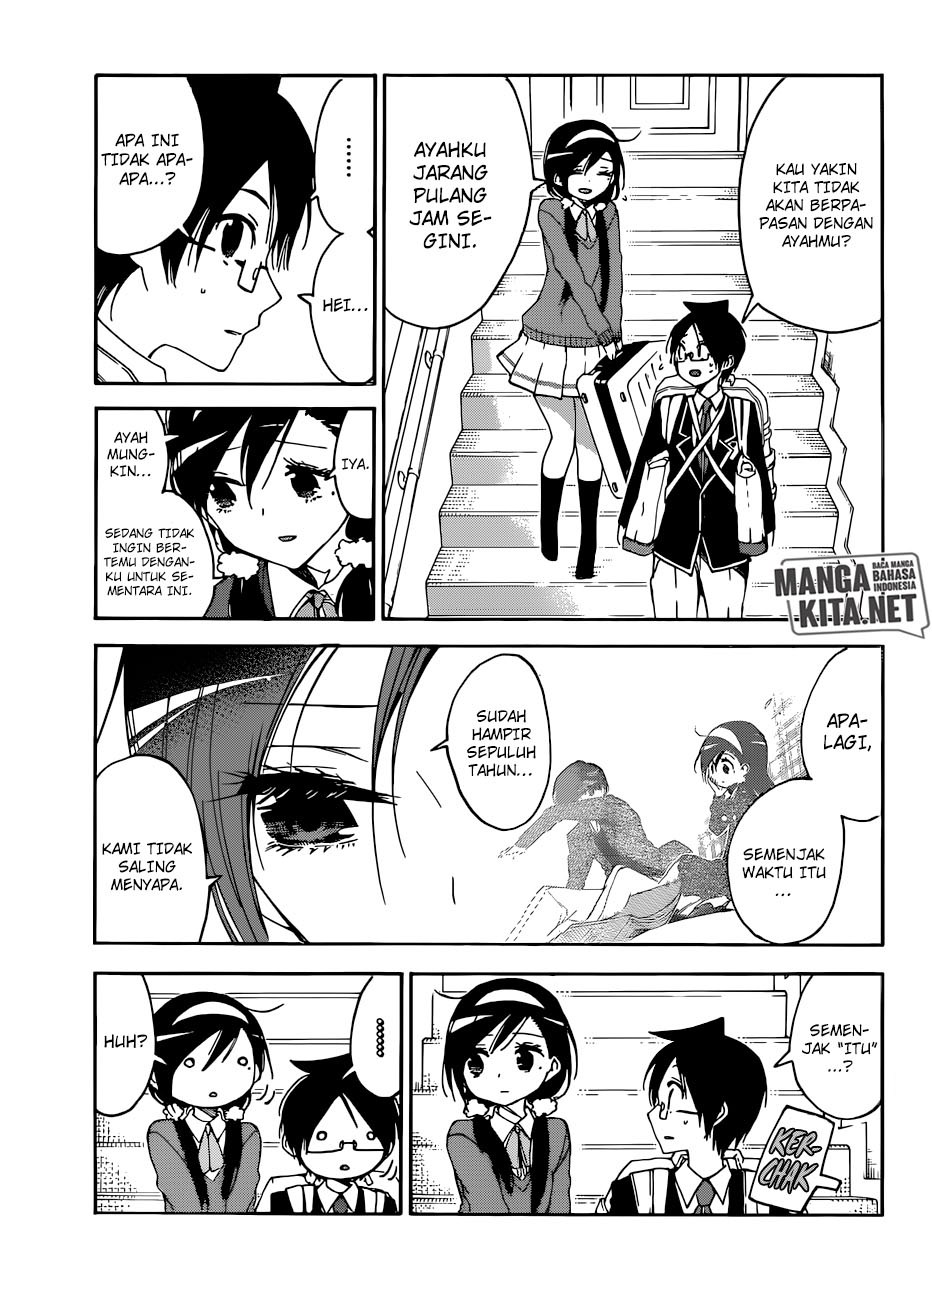 KAU YAKIN
KITA TIDAK
AKAN BERPA-
PASAN DENGAN
AYAHMU?
AYAHKU
JARANG
PULANG
JAM SE-
GINI.
......
HEI...
APA INI
TIDAK APA-
APA...?
IYA.
AYAH
MUNG-
KIN...
SEDANG TIDAK
INGIN BER-
TEMU DENGAN-
KU UNTUK SE-
MENTARA INI.
MANGA
KITA.NET
BACA MANGA
BAHASA
INDONESIA
APA-
LAGI,
SEMENJAK
WAKTU ITU
...
SUDAH
HAMPIR
SEPULUH
TAHUN...
KAMI TIDAK
SALING
MENYAPA.
SEMEN-
JAK "ITU"
...?
KER-
CHAK
......
HUH?